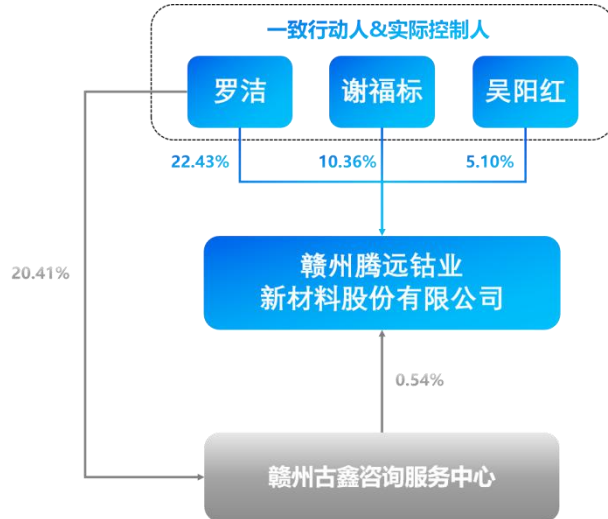 一致行动人&实际控制人
罗洁
谢福标
吴阳红
22.43%
10.36%
5.10%
20.41%
赣州腾远钴业
新材料股份有限公司
0.54%
赣州古鑫咨询服务中心